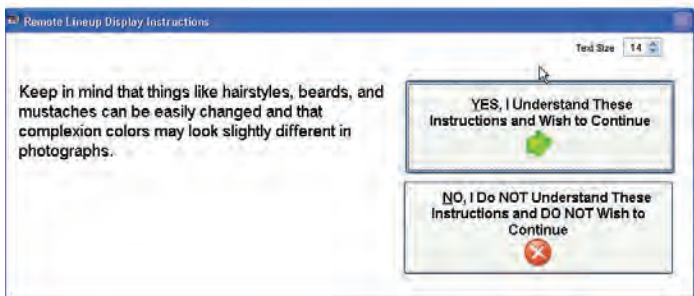 Remote Lineup Display Instructions
Text Size 14
Keep in mind that things like hairstyles, beards, and
mustaches can be easily changed and that
complexion colors may look slightly different in
photographs.
YES, I Understand These
Instructions and Wish to Continue
NO, I Do NOT Understand These
Instructions and DO NOT Wish to
Continue